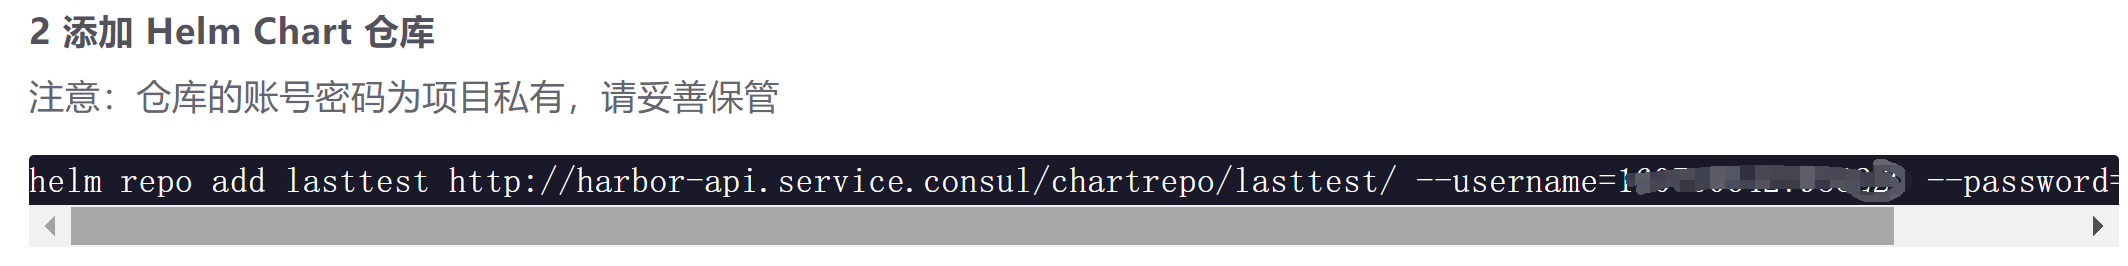 2 添加 Helm Chart 仓库
注意：仓库的账号密码为项目私有，请妥善保管
helm repo add lasttest http://harbor-api.service.consul/chartrepo/lasttest/ --username= --password=